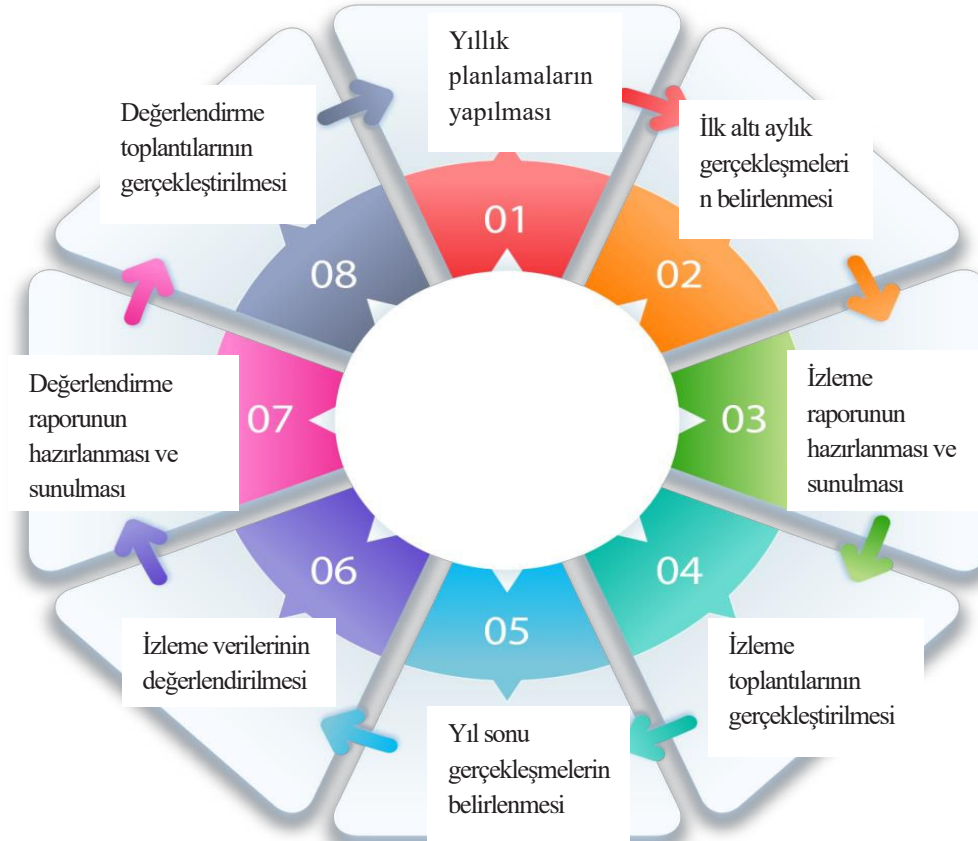 01
Yıllık
planlamaların
yapılması
02
İlk altı aylık
gerçekleşmeleri
n belirlenmesi
03
İzleme
raporunun
hazırlanması ve
sunulması
04
İzleme
toplantılarının
gerçekleştirilmesi
05
Yıl sonu
gerçekleşmelerin
belirlenmesi
06
İzleme verilerinin
değerlendirilmesi
07
Değerlendirme
raporunun
hazırlanması ve
sunulması
08
Değerlendirme
toplantılarının
gerçekleştirilmesi